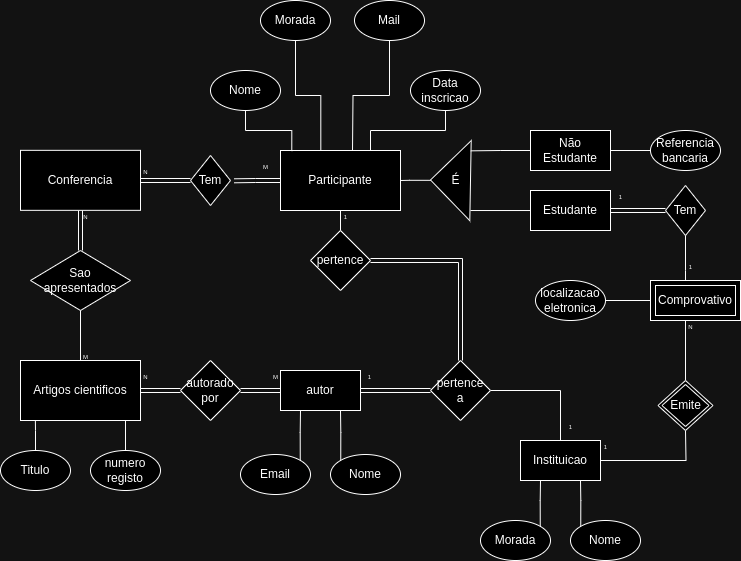 Morada
Mail
Nome
Data
inscricao
Conferencia
N
Tem
M
Participante
É
Não
Estudante
Referencia
bancaria
Estudante
1
Tem
N
1
pertence
Sao
apresentados
1
localizacao
eletronica
Comprovativo
N
M
Artigos cientificos
N
autorado
por
M
autor
1
pertence
a
Emite
1
1
Instituicao
Titulo
numero
registo
Email
Nome
Morada
Nome